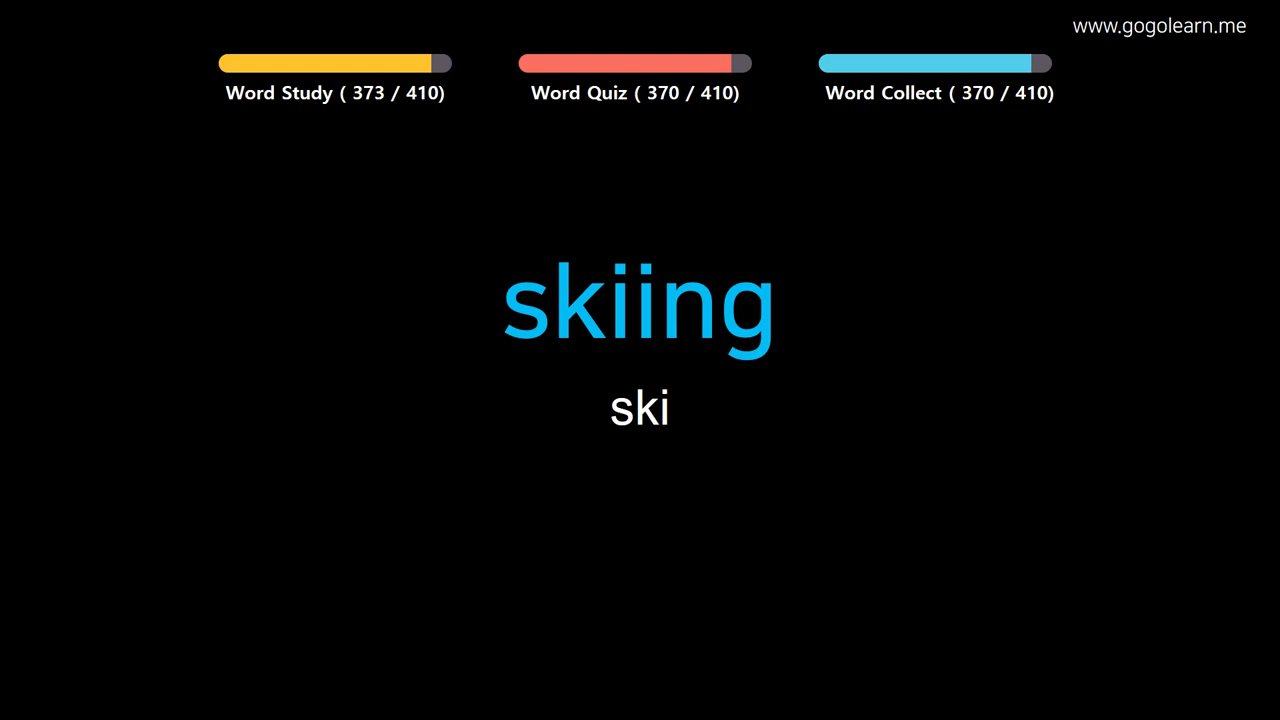 www.gogolearn.me
Word Study ( 373 / 410)
Word Quiz ( 370 / 410)
Word Collect ( 370 / 410)
skiing
ski